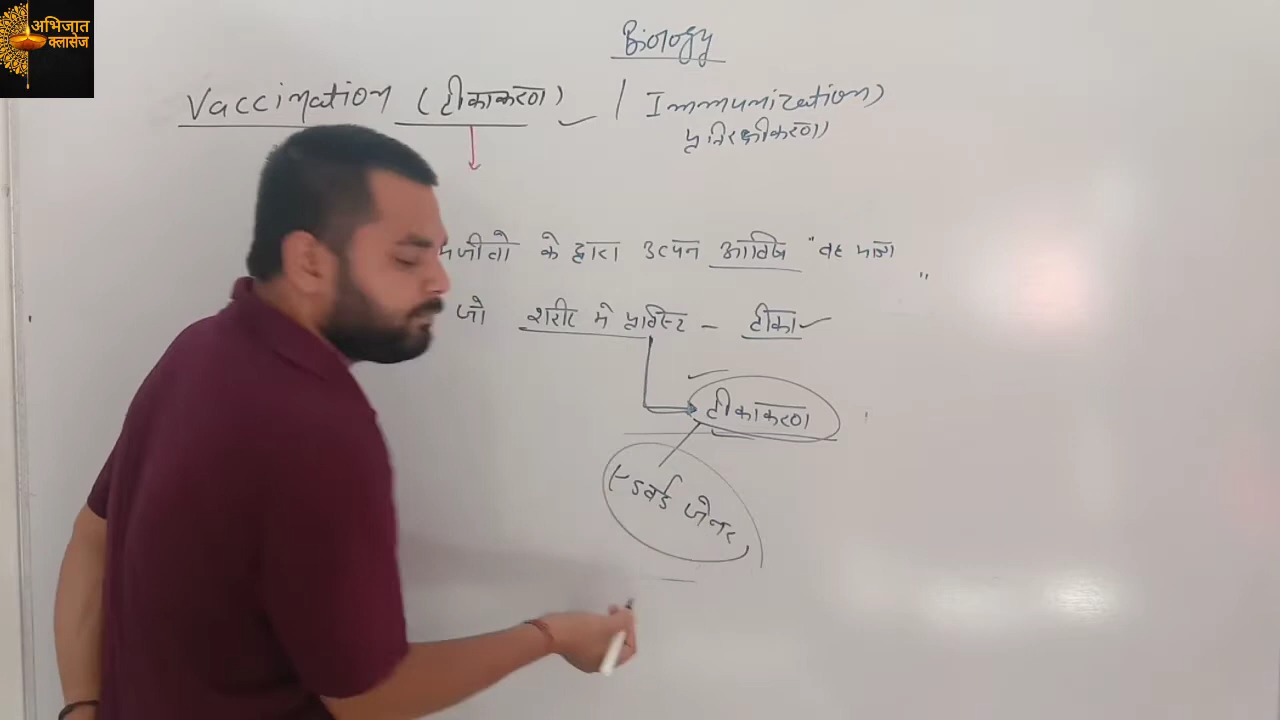 अभिजात
क्लासेज
Biology
Vaccination (टीकाकरण) / Immunization)
प्रतिरक्षीकरण)
के द्वारा उत्पन आविष "वह मात्रा "
जो शरीर मे प्रविस्ट - टीका
टीकाकरण
एडवर्ड जेनर